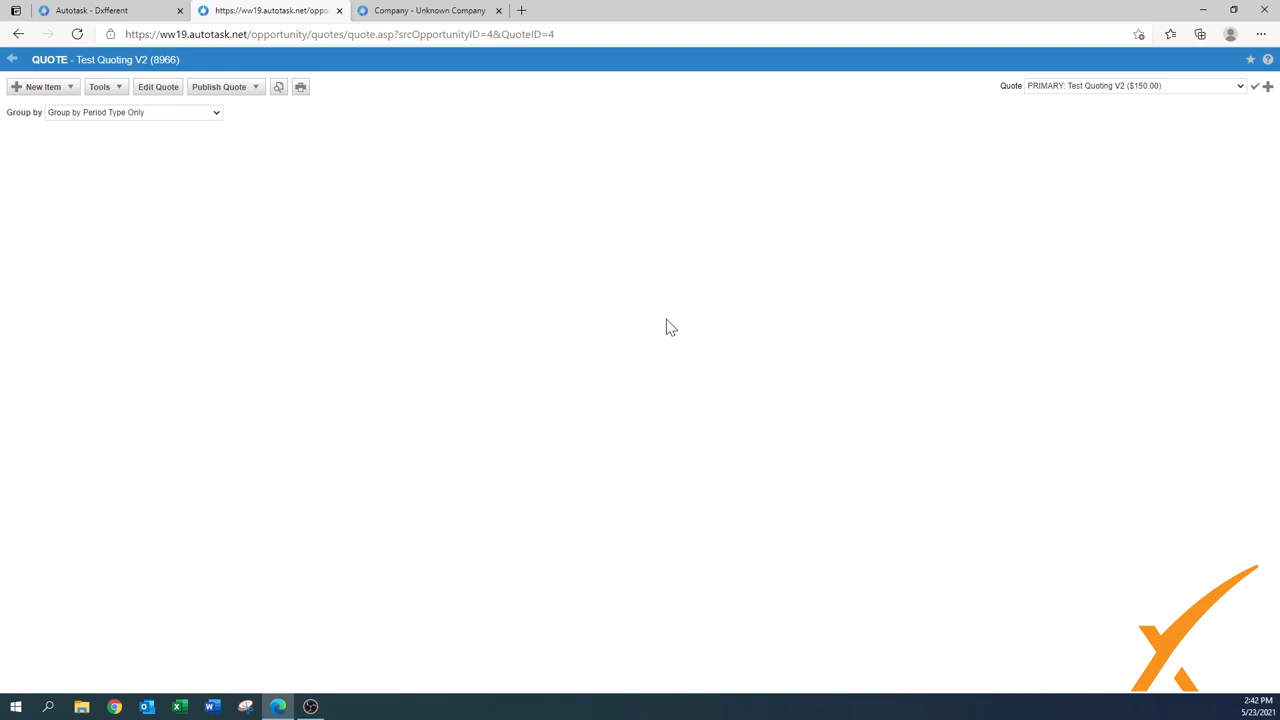 Autotask - Dxfferent
https://ww19.autotask.net/oppo
Company - Unknown Company
https://ww19.autotask.net/opportunity/quotes/quote.asp?srcOpportunityID=4&QuoteID=4
QUOTE - Test Quoting V2 (8966)
New Item
Tools
Edit Quote
Publish Quote
Quote
PRIMARY: Test Quoting V2 ($150.00)
Group by
Group by Period Type Only
2:42 PM
5/23/2021